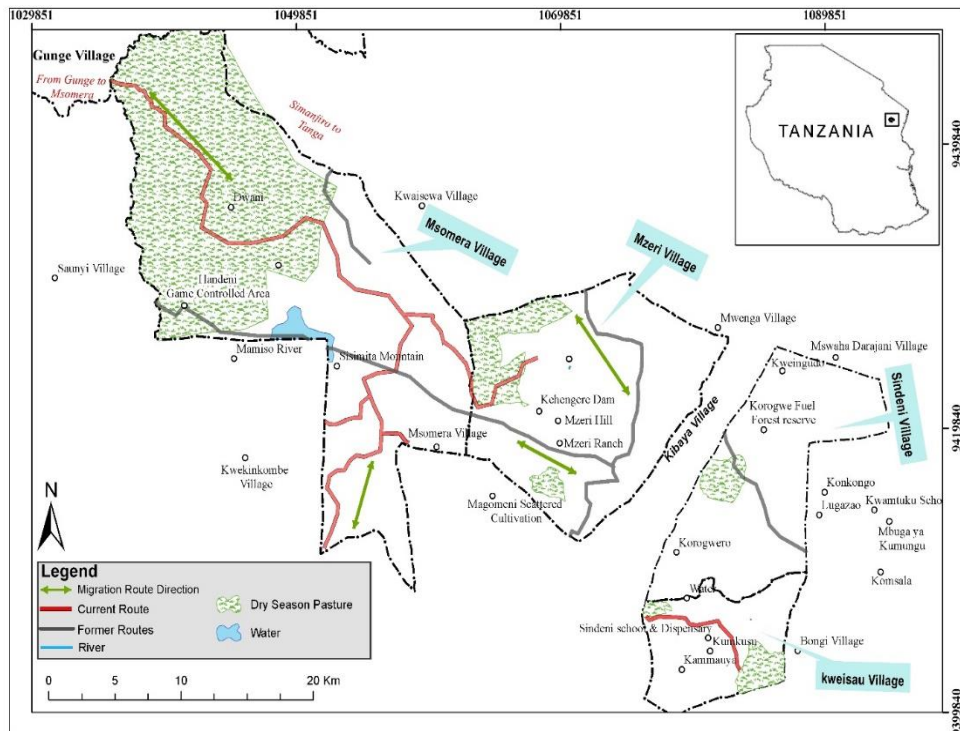 1029851
1049851
1069851
1089851
Gunge Village
From Gunge to
Msomera
Simanjiro to
Tanga
TANZANIA
9439840
Dwani
Kwaisewa Village
Msomera Village
Mzeri Village
Saunyi Village
Handeni
Game Controlled Area
Mwenga Village
Mswaha Darajani Village
Mamiso River
Sisimita Mountain
Kweingudo
Sindeni Village
Kehengere Dam
Mzeri Hill
Mzeri Ranch
Kibaya Village
Korogwe Fuel
Forest reserve
9419840
Msomera Village
Kwekinkombe
Village
Magomeni Scattered
Cultivation
Konkongo
Lugazao
Kwamtuku Scho
Mbuga ya
Kumungu
N
Korogwero
Komsala
Legend
Migration Route Direction
Current Route
Former Routes
River
Dry Season Pasture
Water
Water
Sindeni school & Dispensary
Kumkusu
Kammauya
Bongi Village
kweisau Village
0
5
10
20 Km
9399840